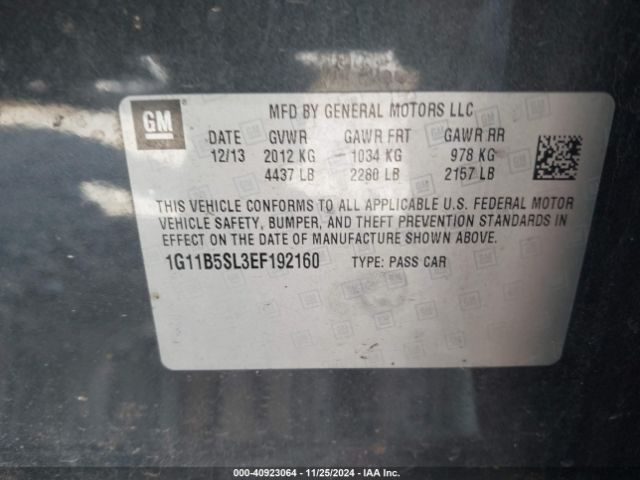 GM
MFD BY GENERAL MOTORS LLC
DATE GVWR GAWR FRT GAWR RR
12/13 2012 KG 1034 KG 978 KG
4437 LB 2280 LB 2157 LB
THIS VEHICLE CONFORMS TO ALL APPLICABLE U.S. FEDERAL MOTOR
VEHICLE SAFETY, BUMPER, AND THEFT PREVENTION STANDARDS IN
EFFECT ON THE DATE OF MANUFACTURE SHOWN ABOVE.
1G11B5SL3EF192160 TYPE: PASS CAR
000-40923064 - 11/25/2024 - IAA Inc.